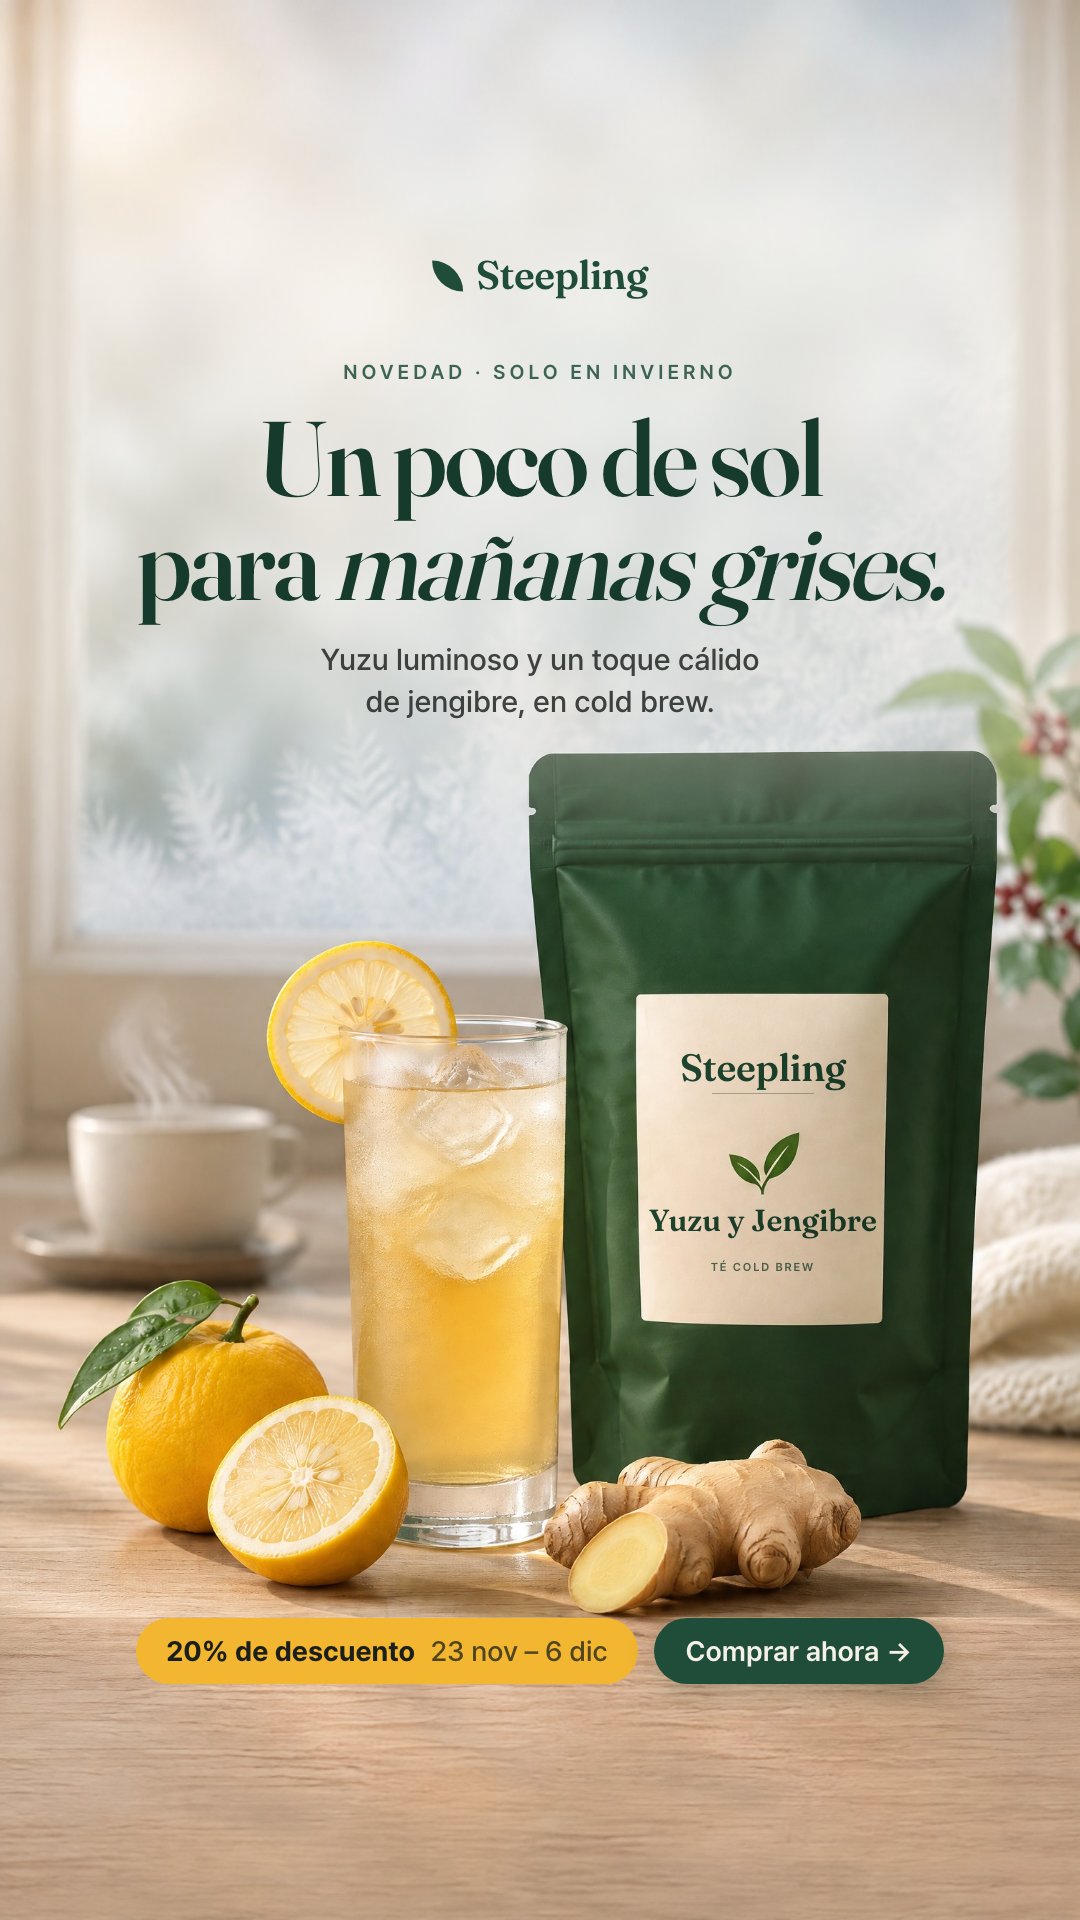 Steepling
NOVEDAD · SOLO EN INVIERNO
Un poco de sol
para mañanas grises.
Yuzu luminoso y un toque cálido
de jengibre, en cold brew.
Steepling
Yuzu y Jengibre
TÉ COLD BREW
20% de descuento 23 nov – 6 dic
Comprar ahora →